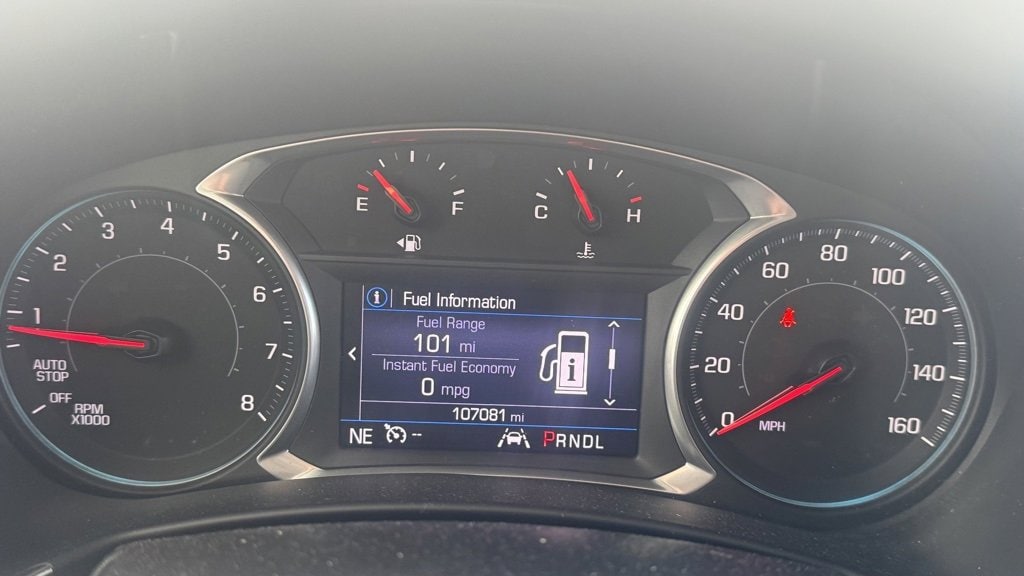 E F
C H
1 2 3 4 5 6 7 8
AUTO
STOP
OFF
RPM
X1000
i Fuel Information
Fuel Range
101 mi
Instant Fuel Economy
0 mpg
i
107081 mi
NE -- PRNDL
0 20 40 60 80 100 120 140 160
MPH